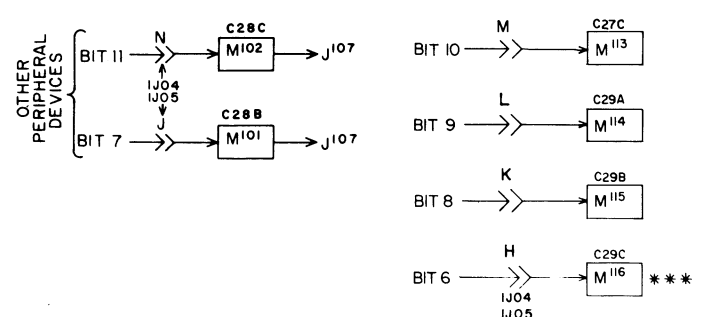 OTHER
PERIPHERAL
DEVICES
BIT 11
N
C28C
M102
J107
1J04
1J05
BIT 7
J
C28B
M101
J107
BIT 10
M
C27C
M113
BIT 9
L
C29A
M114
BIT 8
K
C29B
M115
BIT 6
H
C29C
M116
***
1J04
1J05